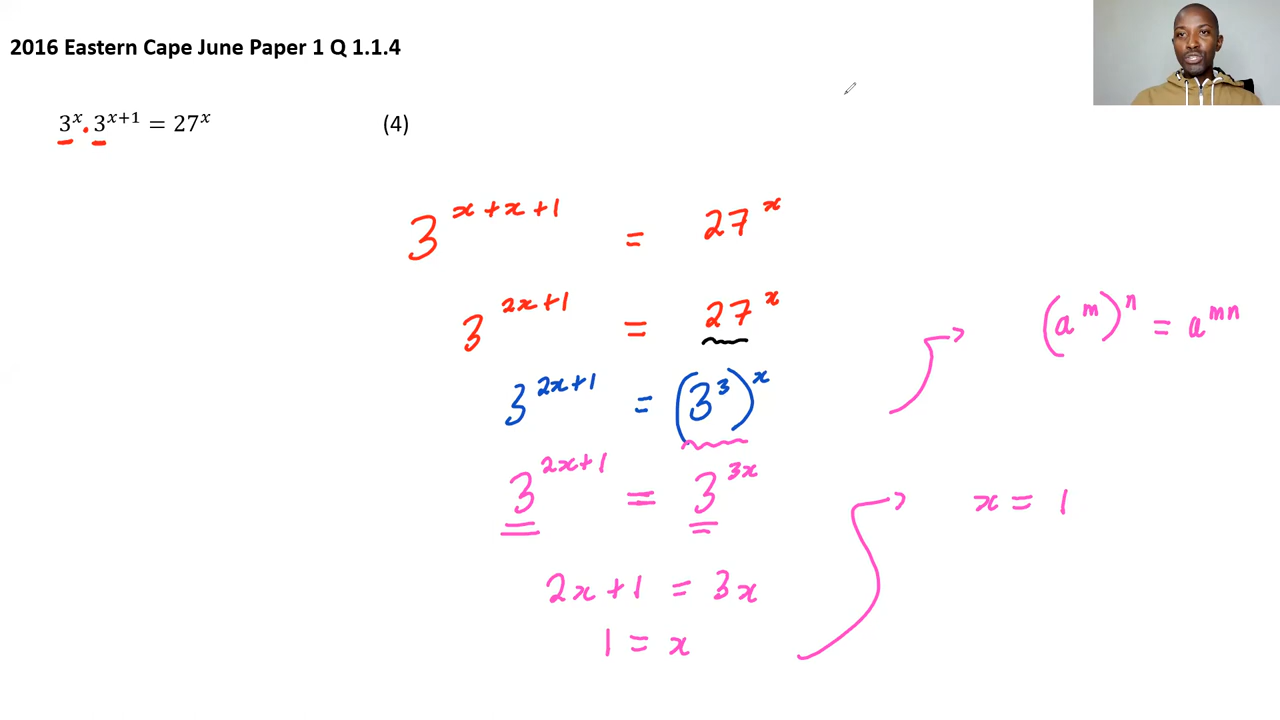 2016 Eastern Cape June Paper 1 Q 1.1.4
3^x . 3^{x+1} = 27^x (4)
3^{x+x+1} = 27^x
3^{2x+1} = 27^x
(a^m)^n = a^{mn}
3^{2x+1} = (3^3)^x
3^{2x+1} = 3^{3x}
x = 1
2x+1 = 3x
1 = x